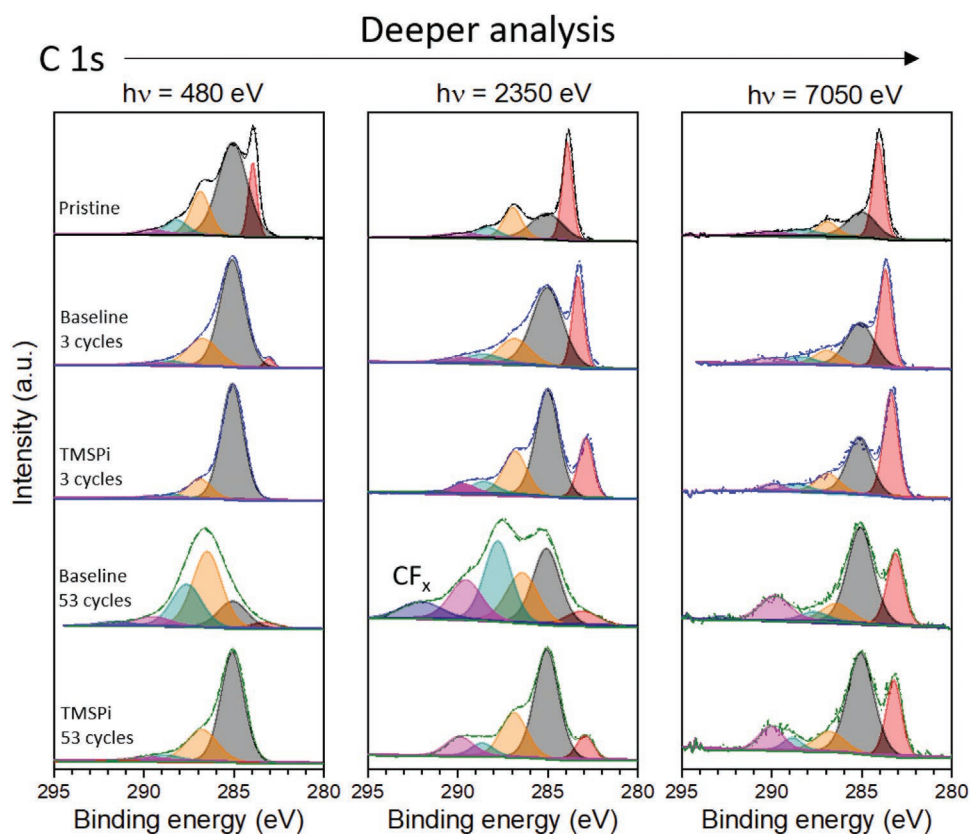 Deeper analysis
C 1s
hν = 480 eV
hν = 2350 eV
hν = 7050 eV
Intensity (a.u.)
Pristine
Baseline
3 cycles
TMSPi
3 cycles
Baseline
53 cycles
CFₓ
TMSPi
53 cycles
295 290 285 280
295 290 285 280
295 290 285 280
Binding energy (eV)
Binding energy (eV)
Binding energy (eV)